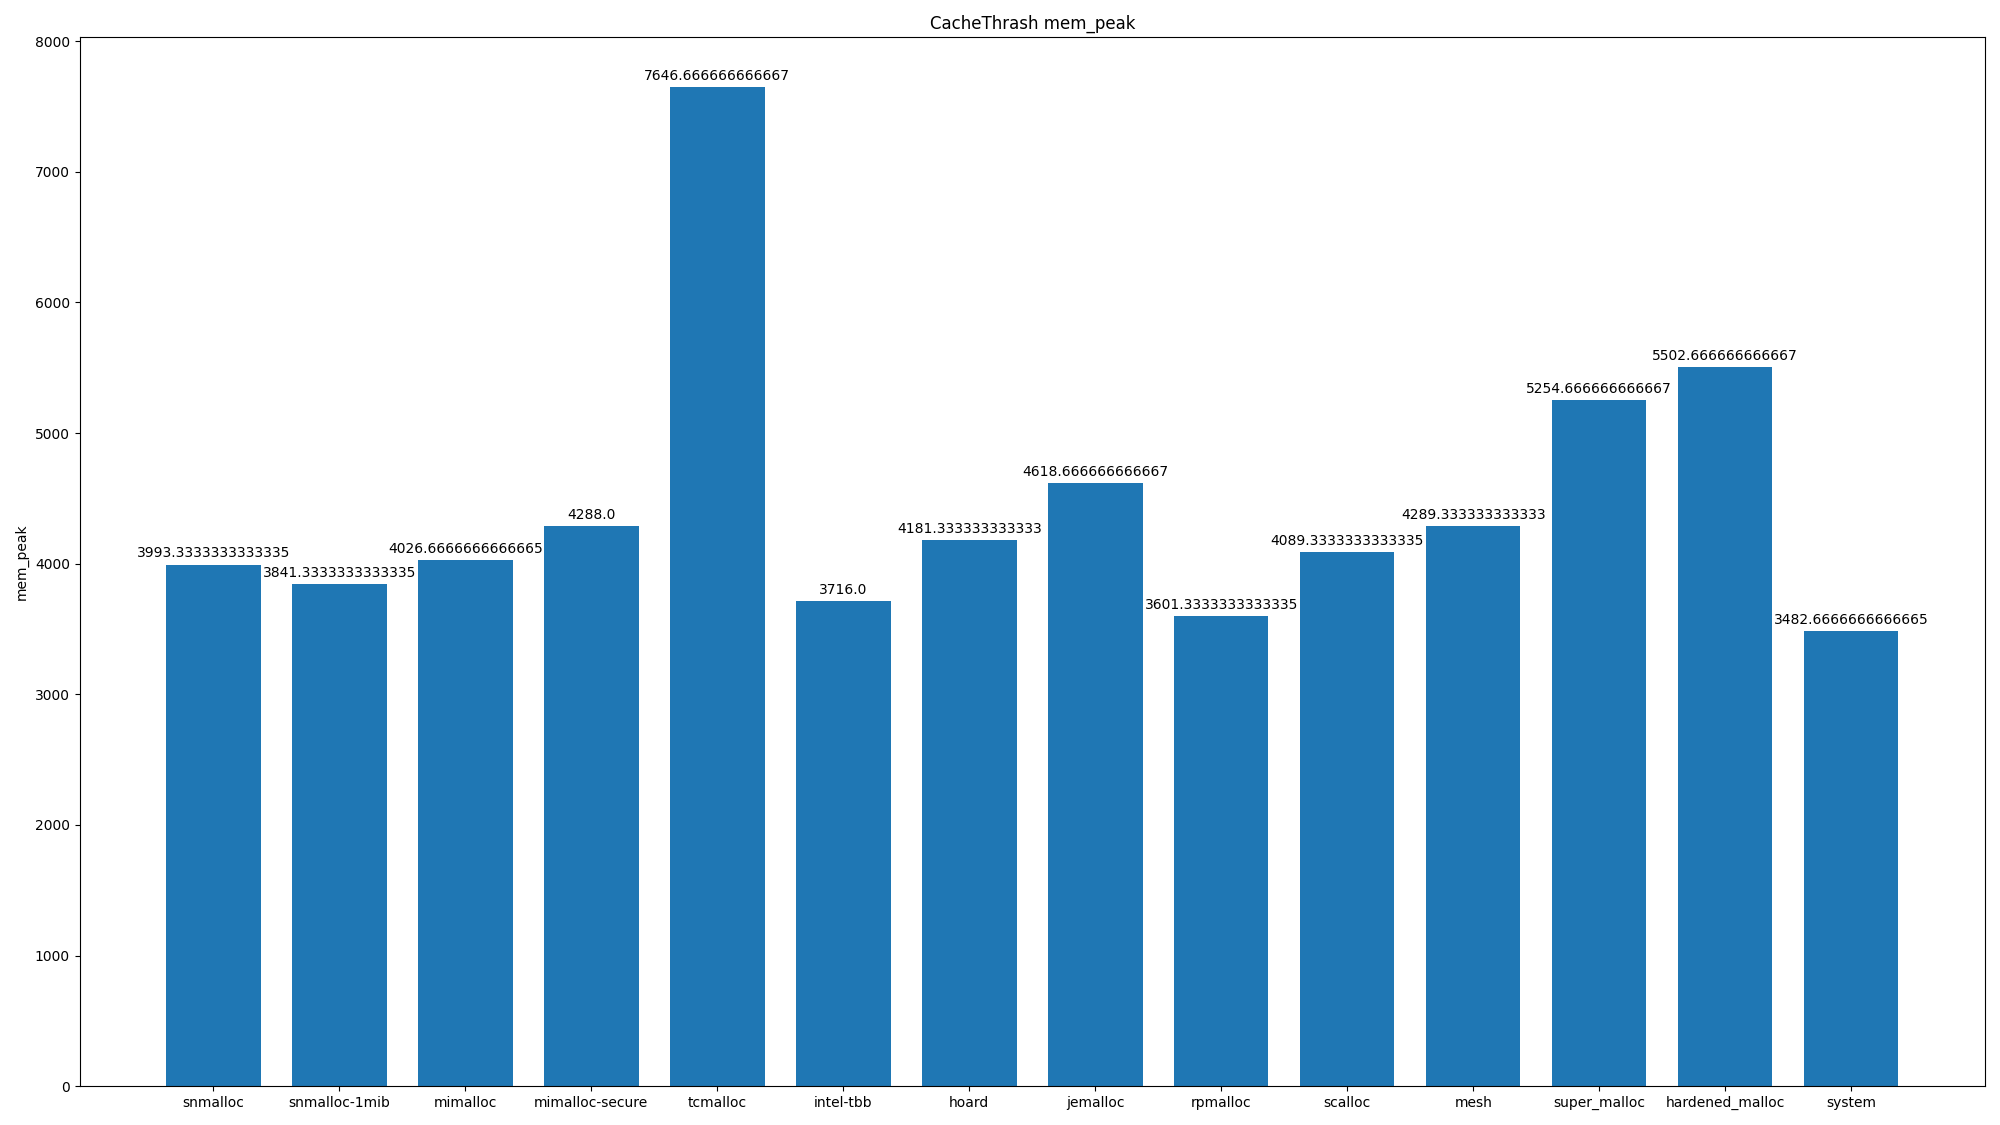 CacheThrash mem_peak
8000
7000
6000
5000
4000
3000
2000
1000
0
mem_peak
3993.3333333333335
3841.3333333333335
4026.6666666666665
4288.0
7646.666666666667
3716.0
4181.333333333333
4618.666666666667
3601.3333333333335
4089.3333333333335
4289.333333333333
5254.666666666667
5502.666666666667
3482.6666666666665
snmalloc
snmalloc-1mib
mimalloc
mimalloc-secure
tcmalloc
intel-tbb
hoard
jemalloc
rpmalloc
scalloc
mesh
super_malloc
hardened_malloc
system